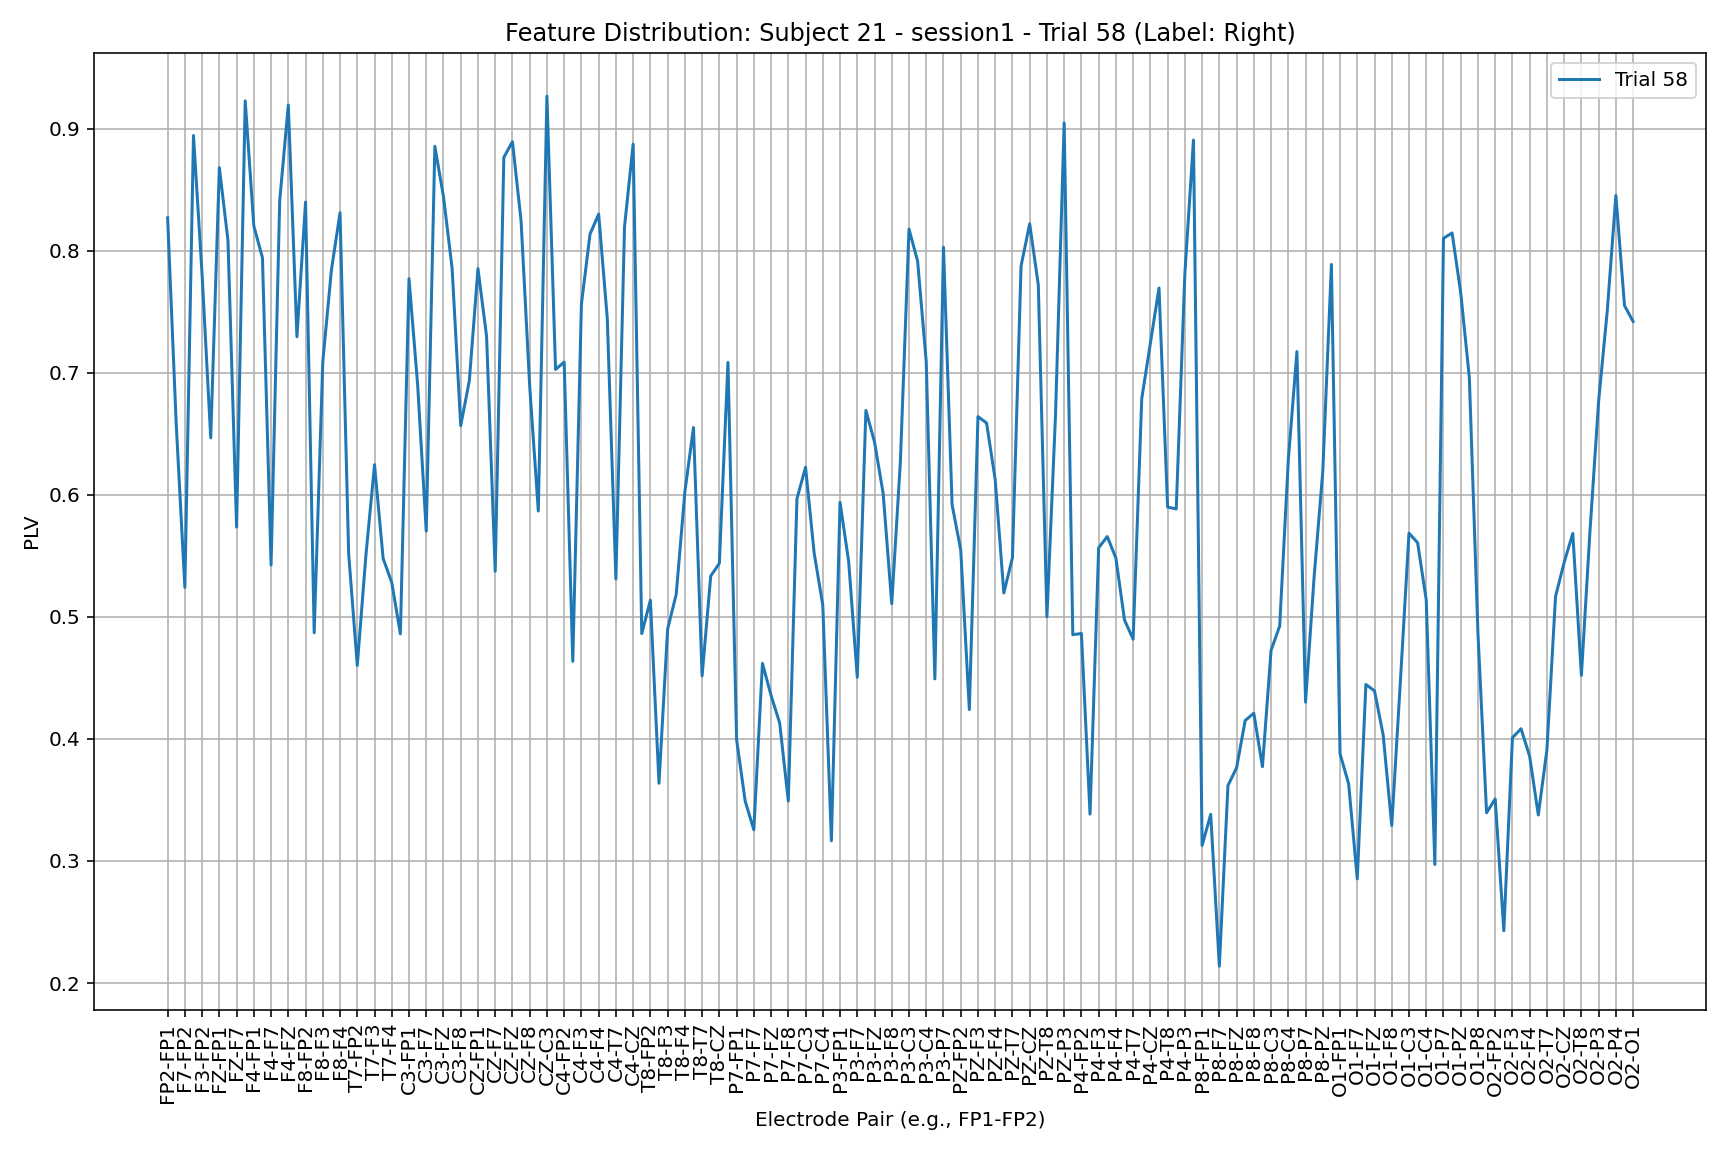 Feature Distribution: Subject 21 - session1 - Trial 58 (Label: Right)
Trial 58
PLV
0.9
0.8
0.7
0.6
0.5
0.4
0.3
0.2
FP2-FP1
F7-FP2
F3-FP2
FZ-FP1
FZ-F7
F4-FP1
F4-F7
F4-FZ
F8-FP2
F8-F3
F8-F4
T7-FP2
T7-F3
T7-F4
C3-FP1
C3-F7
C3-FZ
C3-F8
CZ-FP1
CZ-F7
CZ-FZ
CZ-F8
CZ-C3
C4-FP2
C4-F3
C4-F4
C4-T7
C4-CZ
T8-FP2
T8-F3
T8-F4
T8-T7
T8-CZ
P7-FP1
P7-F7
P7-FZ
P7-F8
P7-C3
P7-C4
P3-FP1
P3-F7
P3-FZ
P3-F8
P3-C3
P3-C4
P3-P7
PZ-FP2
PZ-F3
PZ-F4
PZ-T7
PZ-CZ
PZ-T8
PZ-P3
P4-FP2
P4-F3
P4-F4
P4-T7
P4-CZ
P4-T8
P4-P3
P8-FP1
P8-F7
P8-FZ
P8-F8
P8-C3
P8-C4
P8-P7
P8-PZ
O1-FP1
O1-F7
O1-FZ
O1-F8
O1-C3
O1-C4
O1-P7
O1-PZ
O1-P8
O2-FP2
O2-F3
O2-F4
O2-T7
O2-CZ
O2-T8
O2-P3
O2-P4
O2-O1
Electrode Pair (e.g., FP1-FP2)